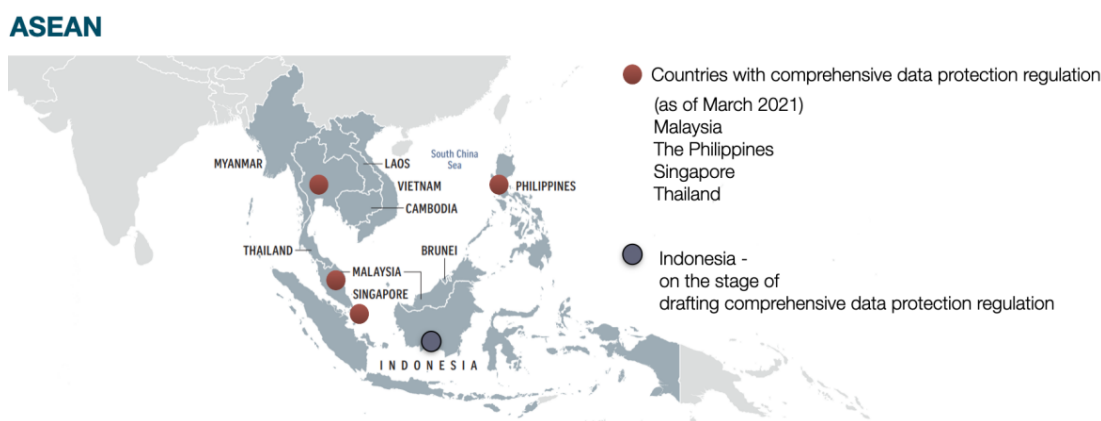 ASEAN
Countries with comprehensive data protection regulation
(as of March 2021)
Malaysia
The Philippines
Singapore
Thailand
Indonesia -
on the stage of
drafting comprehensive data protection regulation
MYANMAR
LAOS
South China
Sea
VIETNAM
PHILIPPINES
CAMBODIA
THAILAND
BRUNEI
MALAYSIA
SINGAPORE
INDONESIA